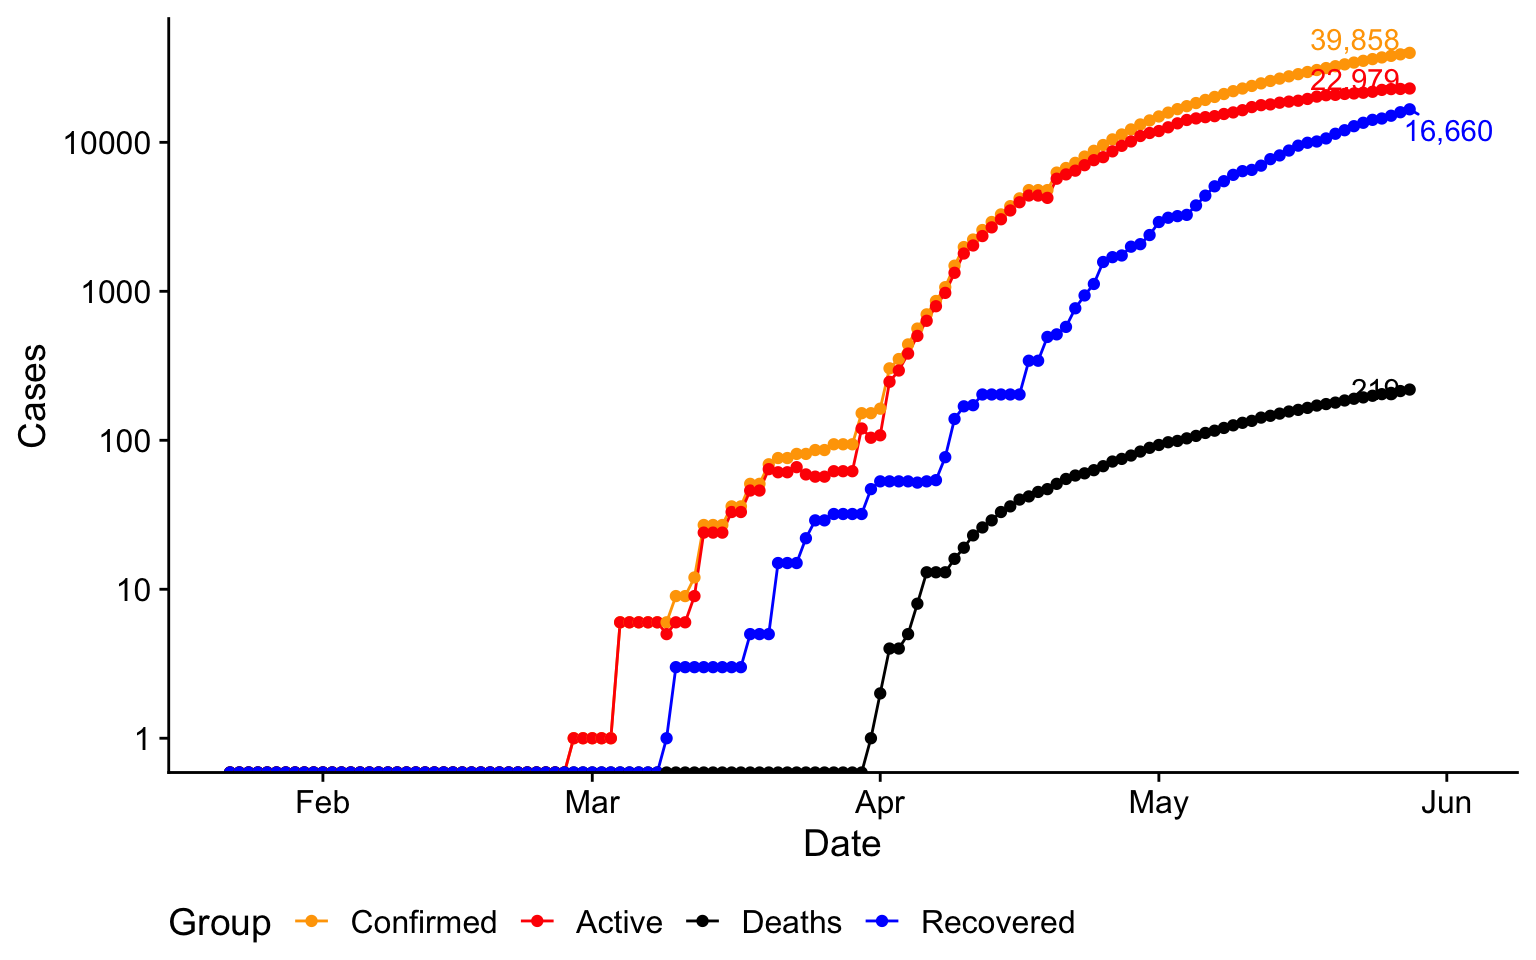 39,858
22,979
16,660
219
10000
1000
100
10
1
Cases
Feb Mar Apr May Jun
Date
Group Confirmed Active Deaths Recovered